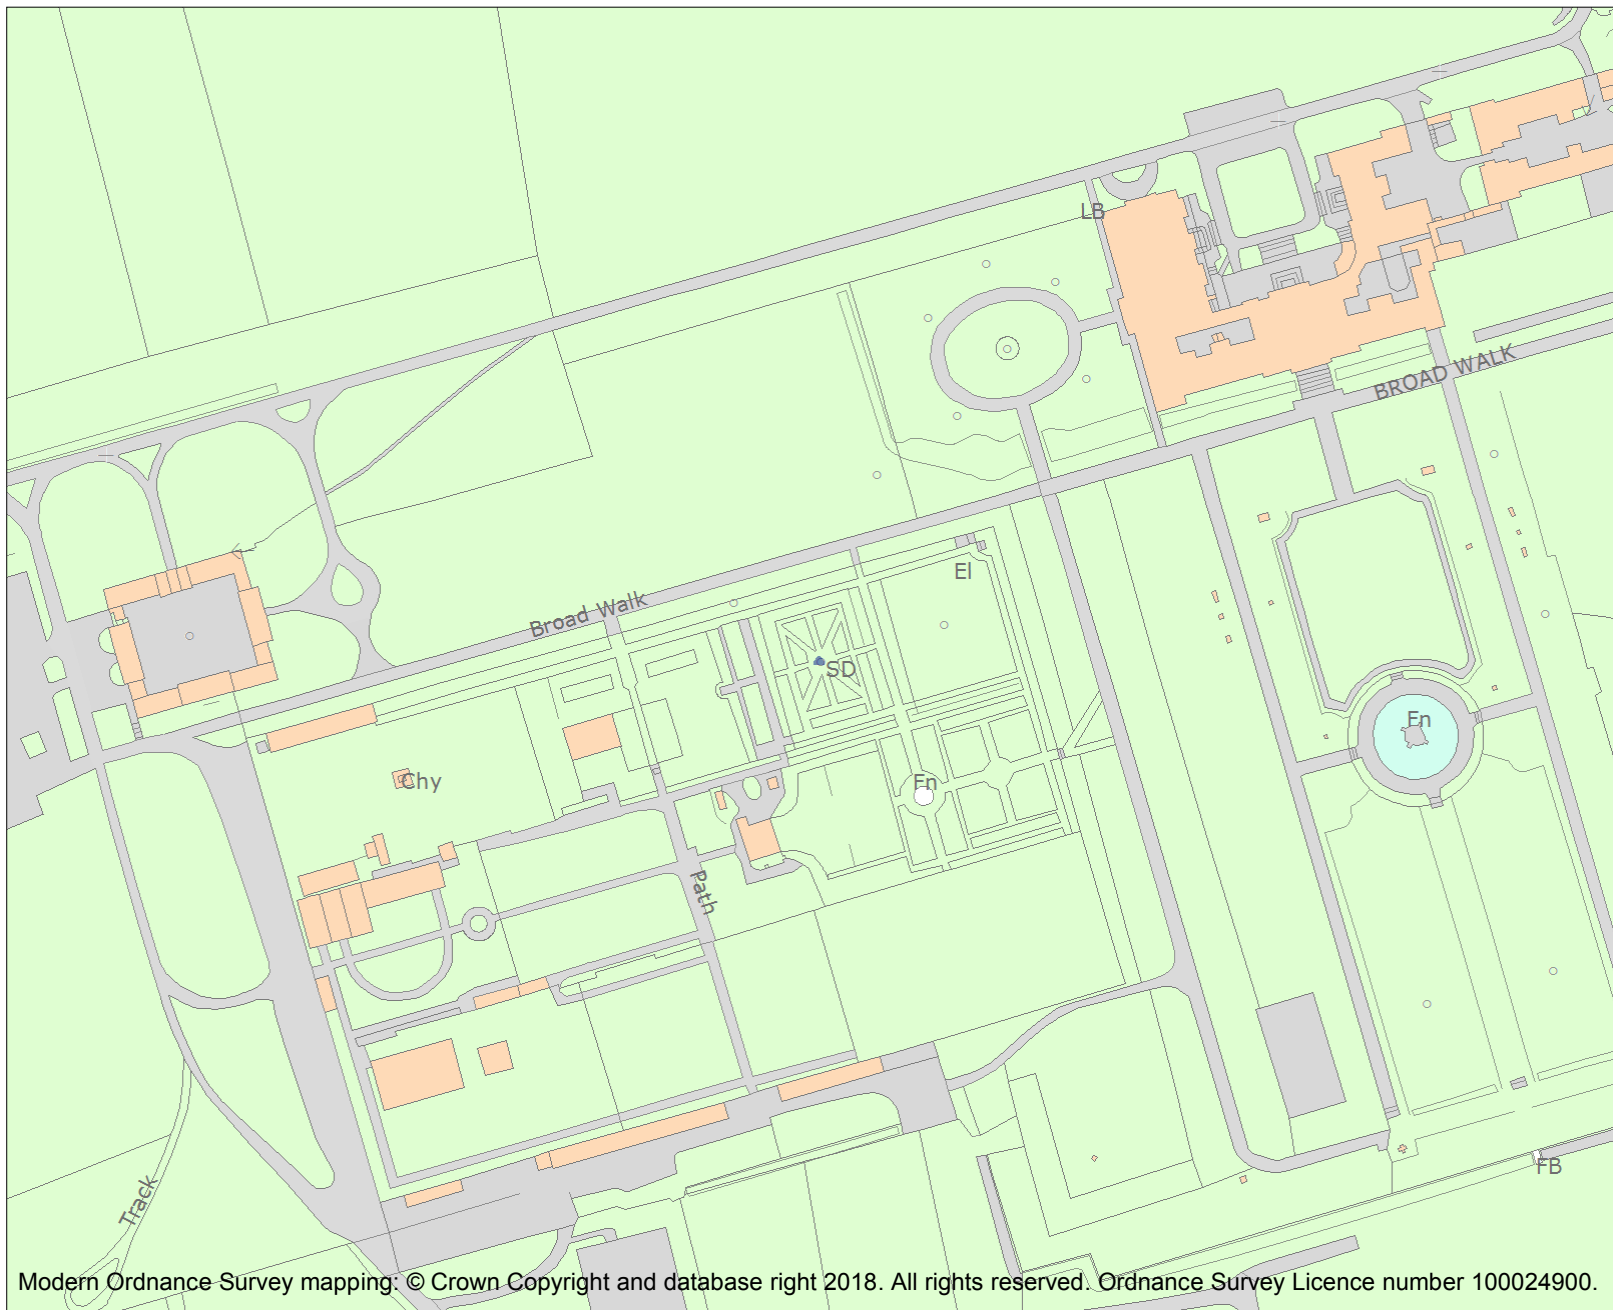 LB
BROAD WALK
El
Broad Walk
SD
Fn
Chy
Fn
Path
FB
Track
Modern Ordnance Survey mapping: © Crown Copyright and database right 2018. All rights reserved. Ordnance Survey Licence number 100024900.